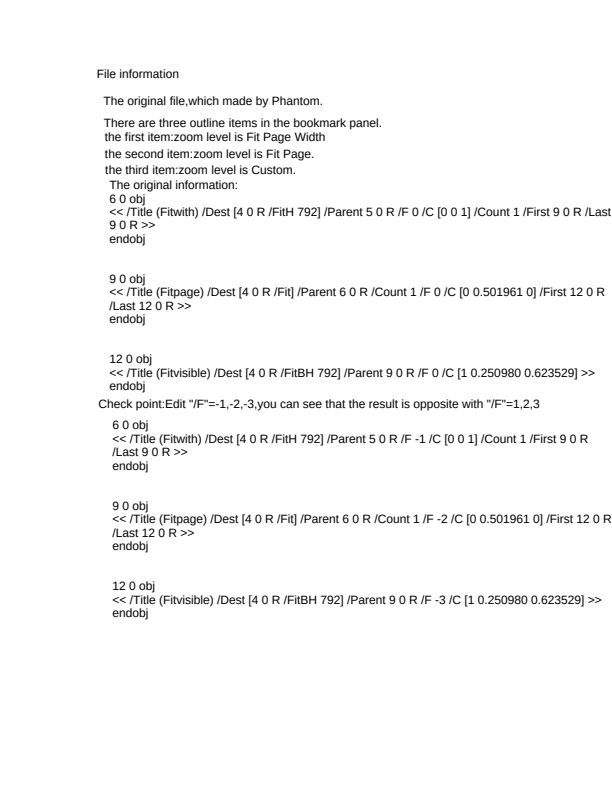 File information
The original file,which made by Phantom.
There are three outline items in the bookmark panel.
the first item:zoom level is Fit Page Width
the second item:zoom level is Fit Page.
the third item:zoom level is Custom.
The original information:
6 0 obj
<< /Title (Fitwith) /Dest [4 0 R /FitH 792] /Parent 5 0 R /F 0 /C [0 0 1] /Count 1 /First 9 0 R /Last
9 0 R >>
endobj
9 0 obj
<< /Title (Fitpage) /Dest [4 0 R /Fit] /Parent 6 0 R /Count 1 /F 0 /C [0 0.501961 0] /First 12 0 R
/Last 12 0 R >>
endobj
12 0 obj
<< /Title (Fitvisible) /Dest [4 0 R /FitBH 792] /Parent 9 0 R /F 0 /C [1 0.250980 0.623529] >>
endobj
Check point:Edit "/F"=-1,-2,-3,you can see that the result is opposite with "/F"=1,2,3
6 0 obj
<< /Title (Fitwith) /Dest [4 0 R /FitH 792] /Parent 5 0 R /F -1 /C [0 0 1] /Count 1 /First 9 0 R
/Last 9 0 R >>
endobj
9 0 obj
<< /Title (Fitpage) /Dest [4 0 R /Fit] /Parent 6 0 R /Count 1 /F -2 /C [0 0.501961 0] /First 12 0 R
/Last 12 0 R >>
endobj
12 0 obj
<< /Title (Fitvisible) /Dest [4 0 R /FitBH 792] /Parent 9 0 R /F -3 /C [1 0.250980 0.623529] >>
endobj